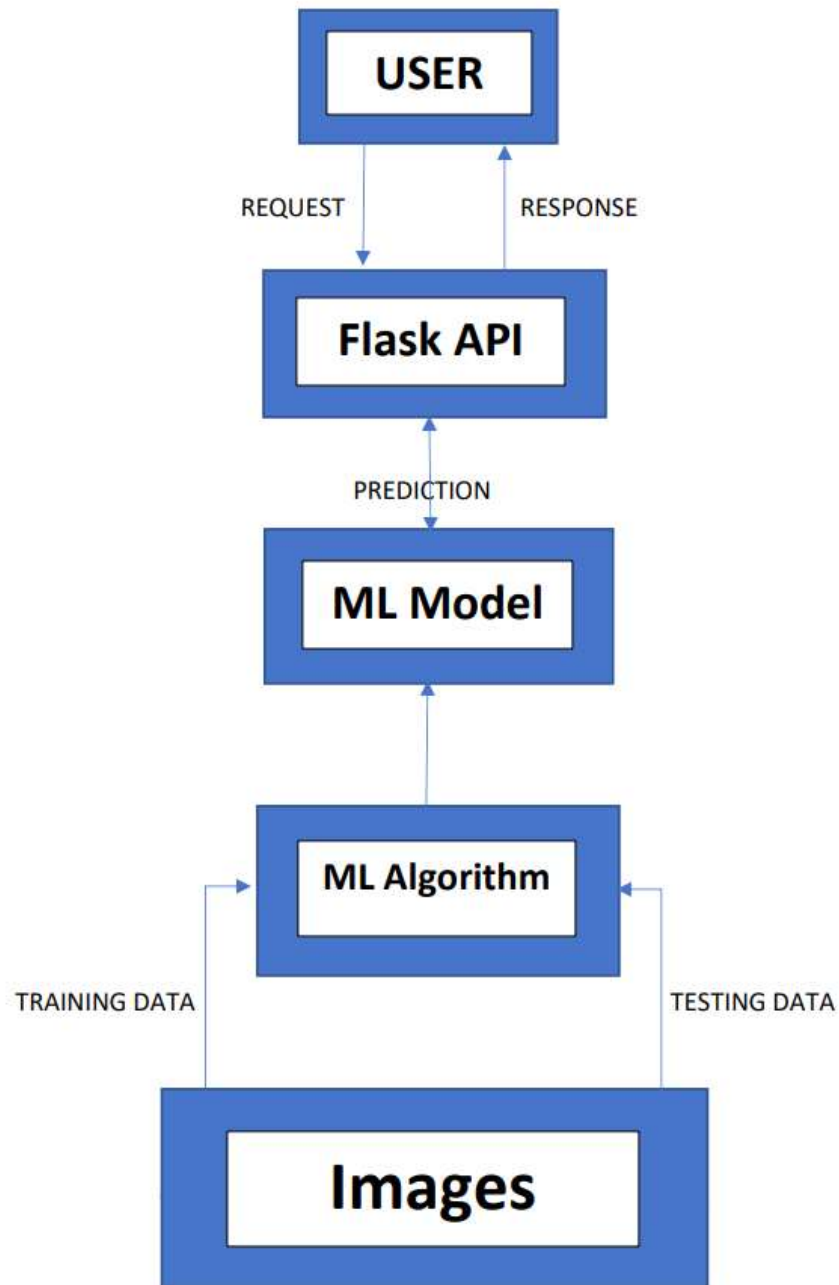 USER
REQUEST
RESPONSE
Flask API
PREDICTION
ML Model
ML Algorithm
TRAINING DATA
TESTING DATA
Images